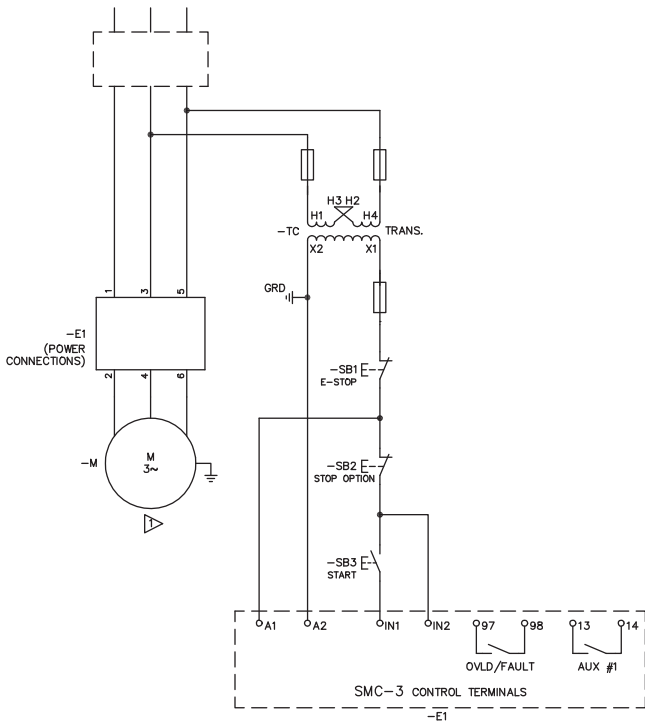 H3 H2
H1
H4
-TC
TRANS.
X2
X1
GRD
1
3
5
-E1
(POWER
CONNECTIONS)
2
4
6
-SB1
E-STOP
-M
M
3~
1
-SB2
STOP OPTION
-SB3
START
A1
A2
IN1
IN2
97
98
13
14
OVLD/FAULT
AUX #1
SMC-3 CONTROL TERMINALS
-E1